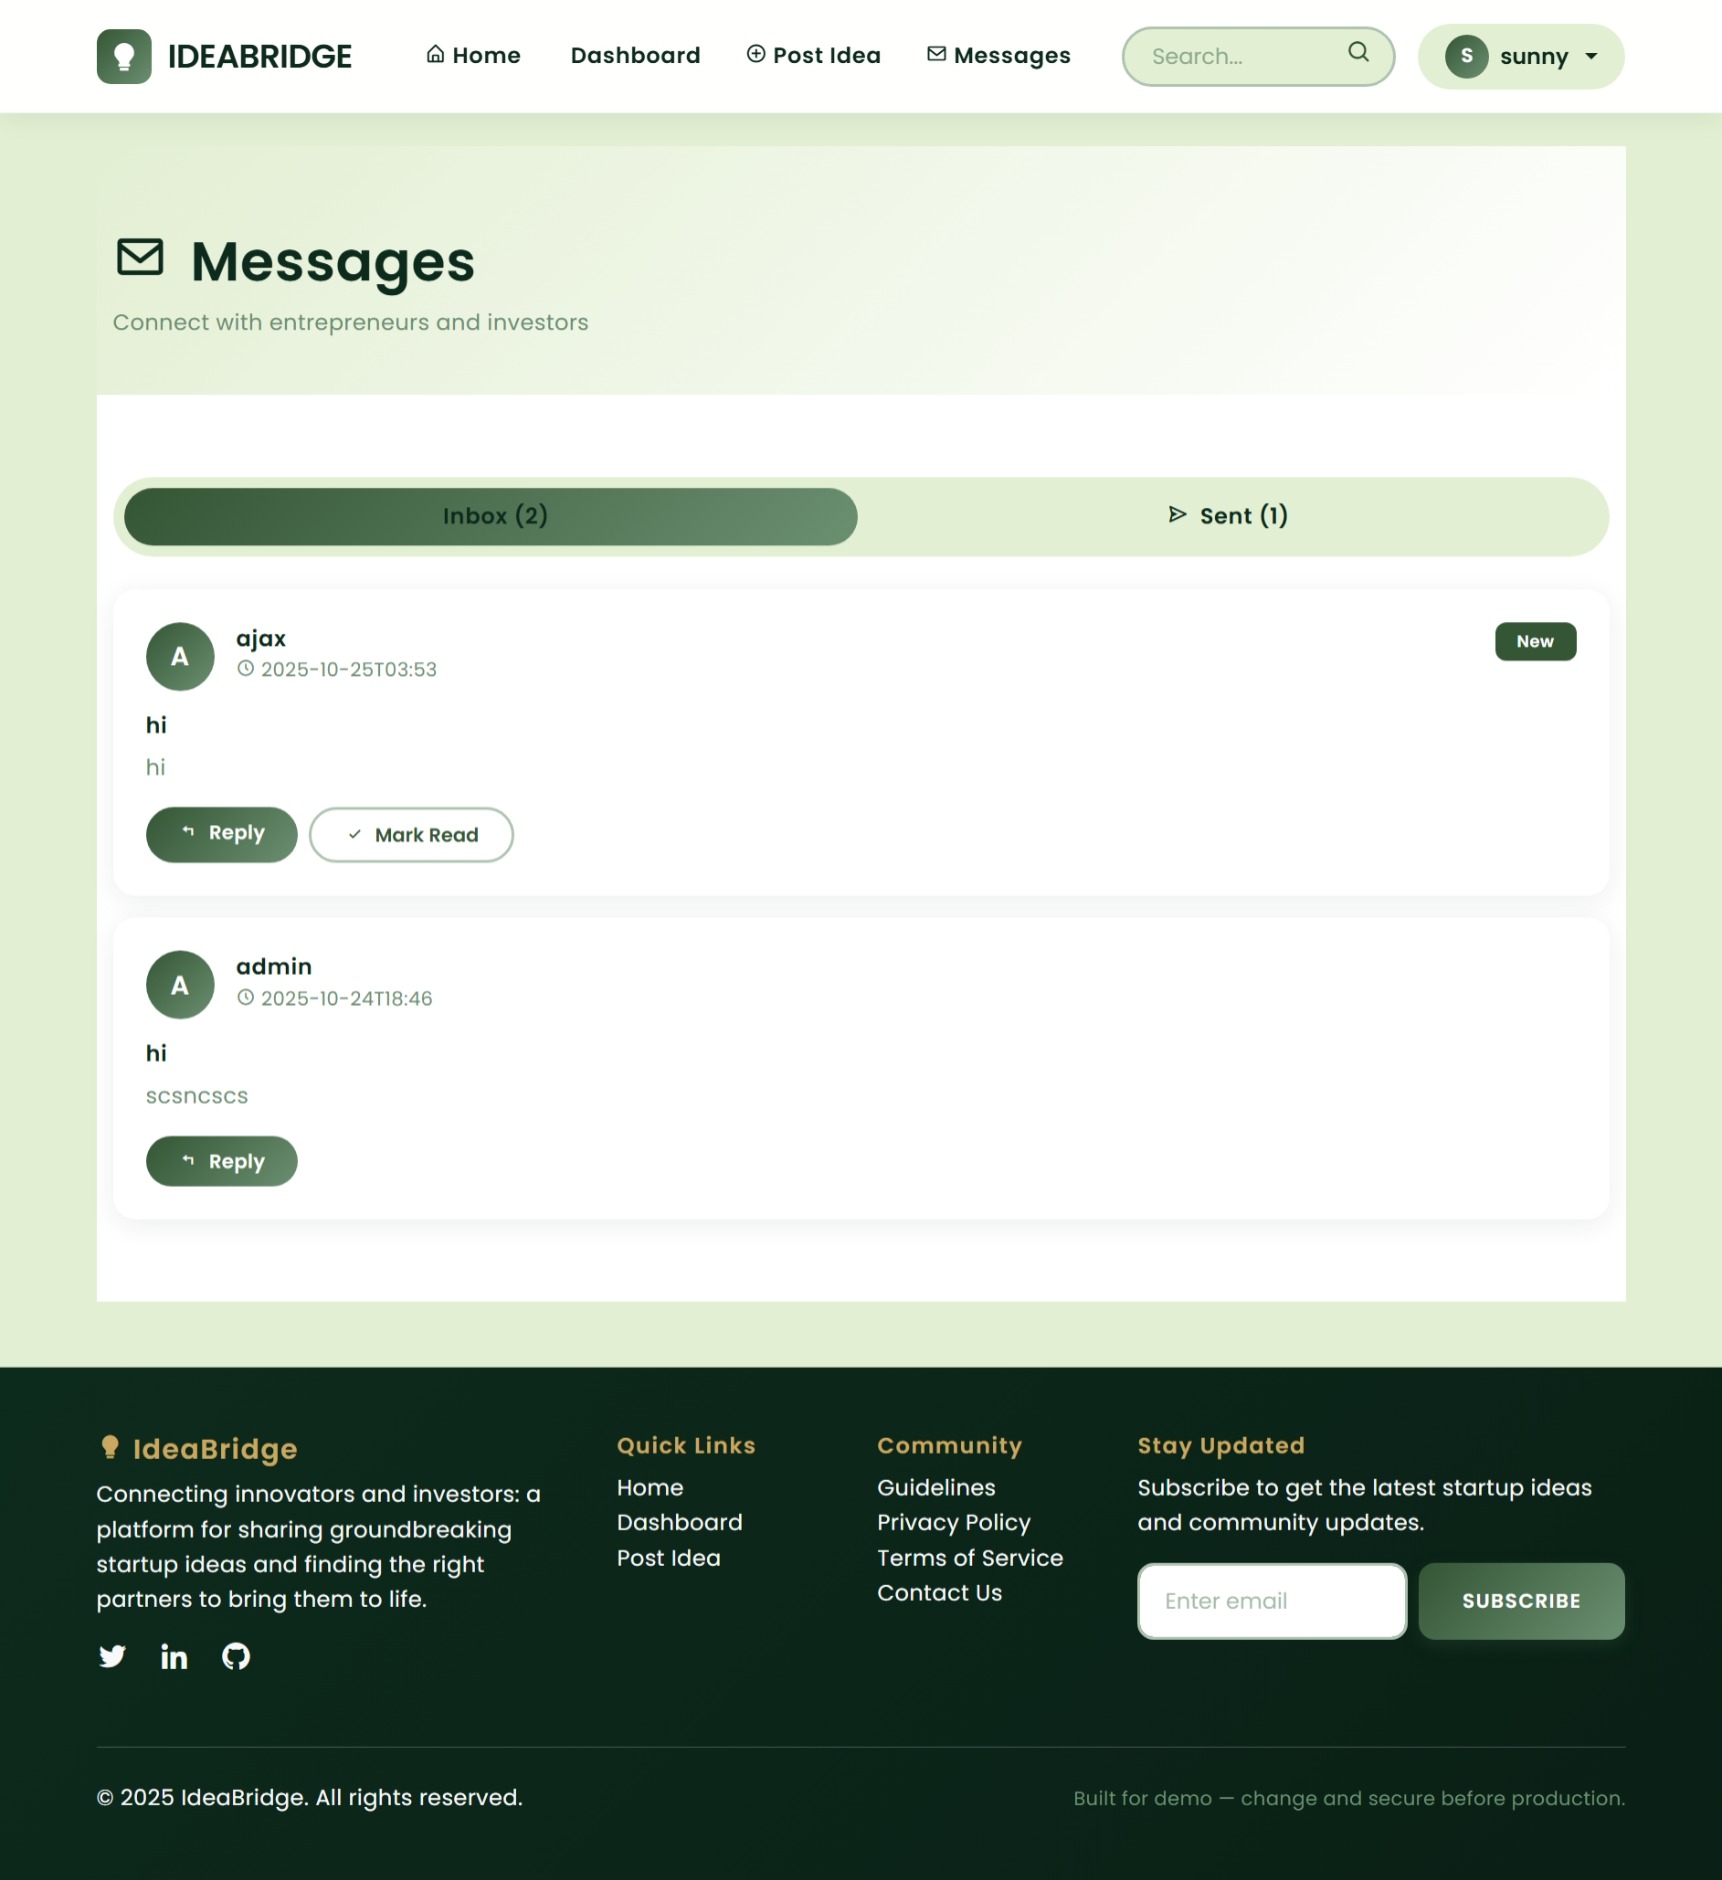 IDEABRIDGE
Home
Dashboard
Post Idea
Messages
Search...
S
sunny
Messages
Connect with entrepreneurs and investors
Inbox (2)
Sent (1)
A
ajax
2025-10-25T03:53
New
hi
hi
Reply
Mark Read
A
admin
2025-10-24T18:46
hi
scsncscs
Reply
IdeaBridge
Connecting innovators and investors: a
platform for sharing groundbreaking
startup ideas and finding the right
partners to bring them to life.
Quick Links
Home
Dashboard
Post Idea
Community
Guidelines
Privacy Policy
Terms of Service
Contact Us
Stay Updated
Subscribe to get the latest startup ideas
and community updates.
Enter email
SUBSCRIBE
© 2025 IdeaBridge. All rights reserved.
Built for demo — change and secure before production.